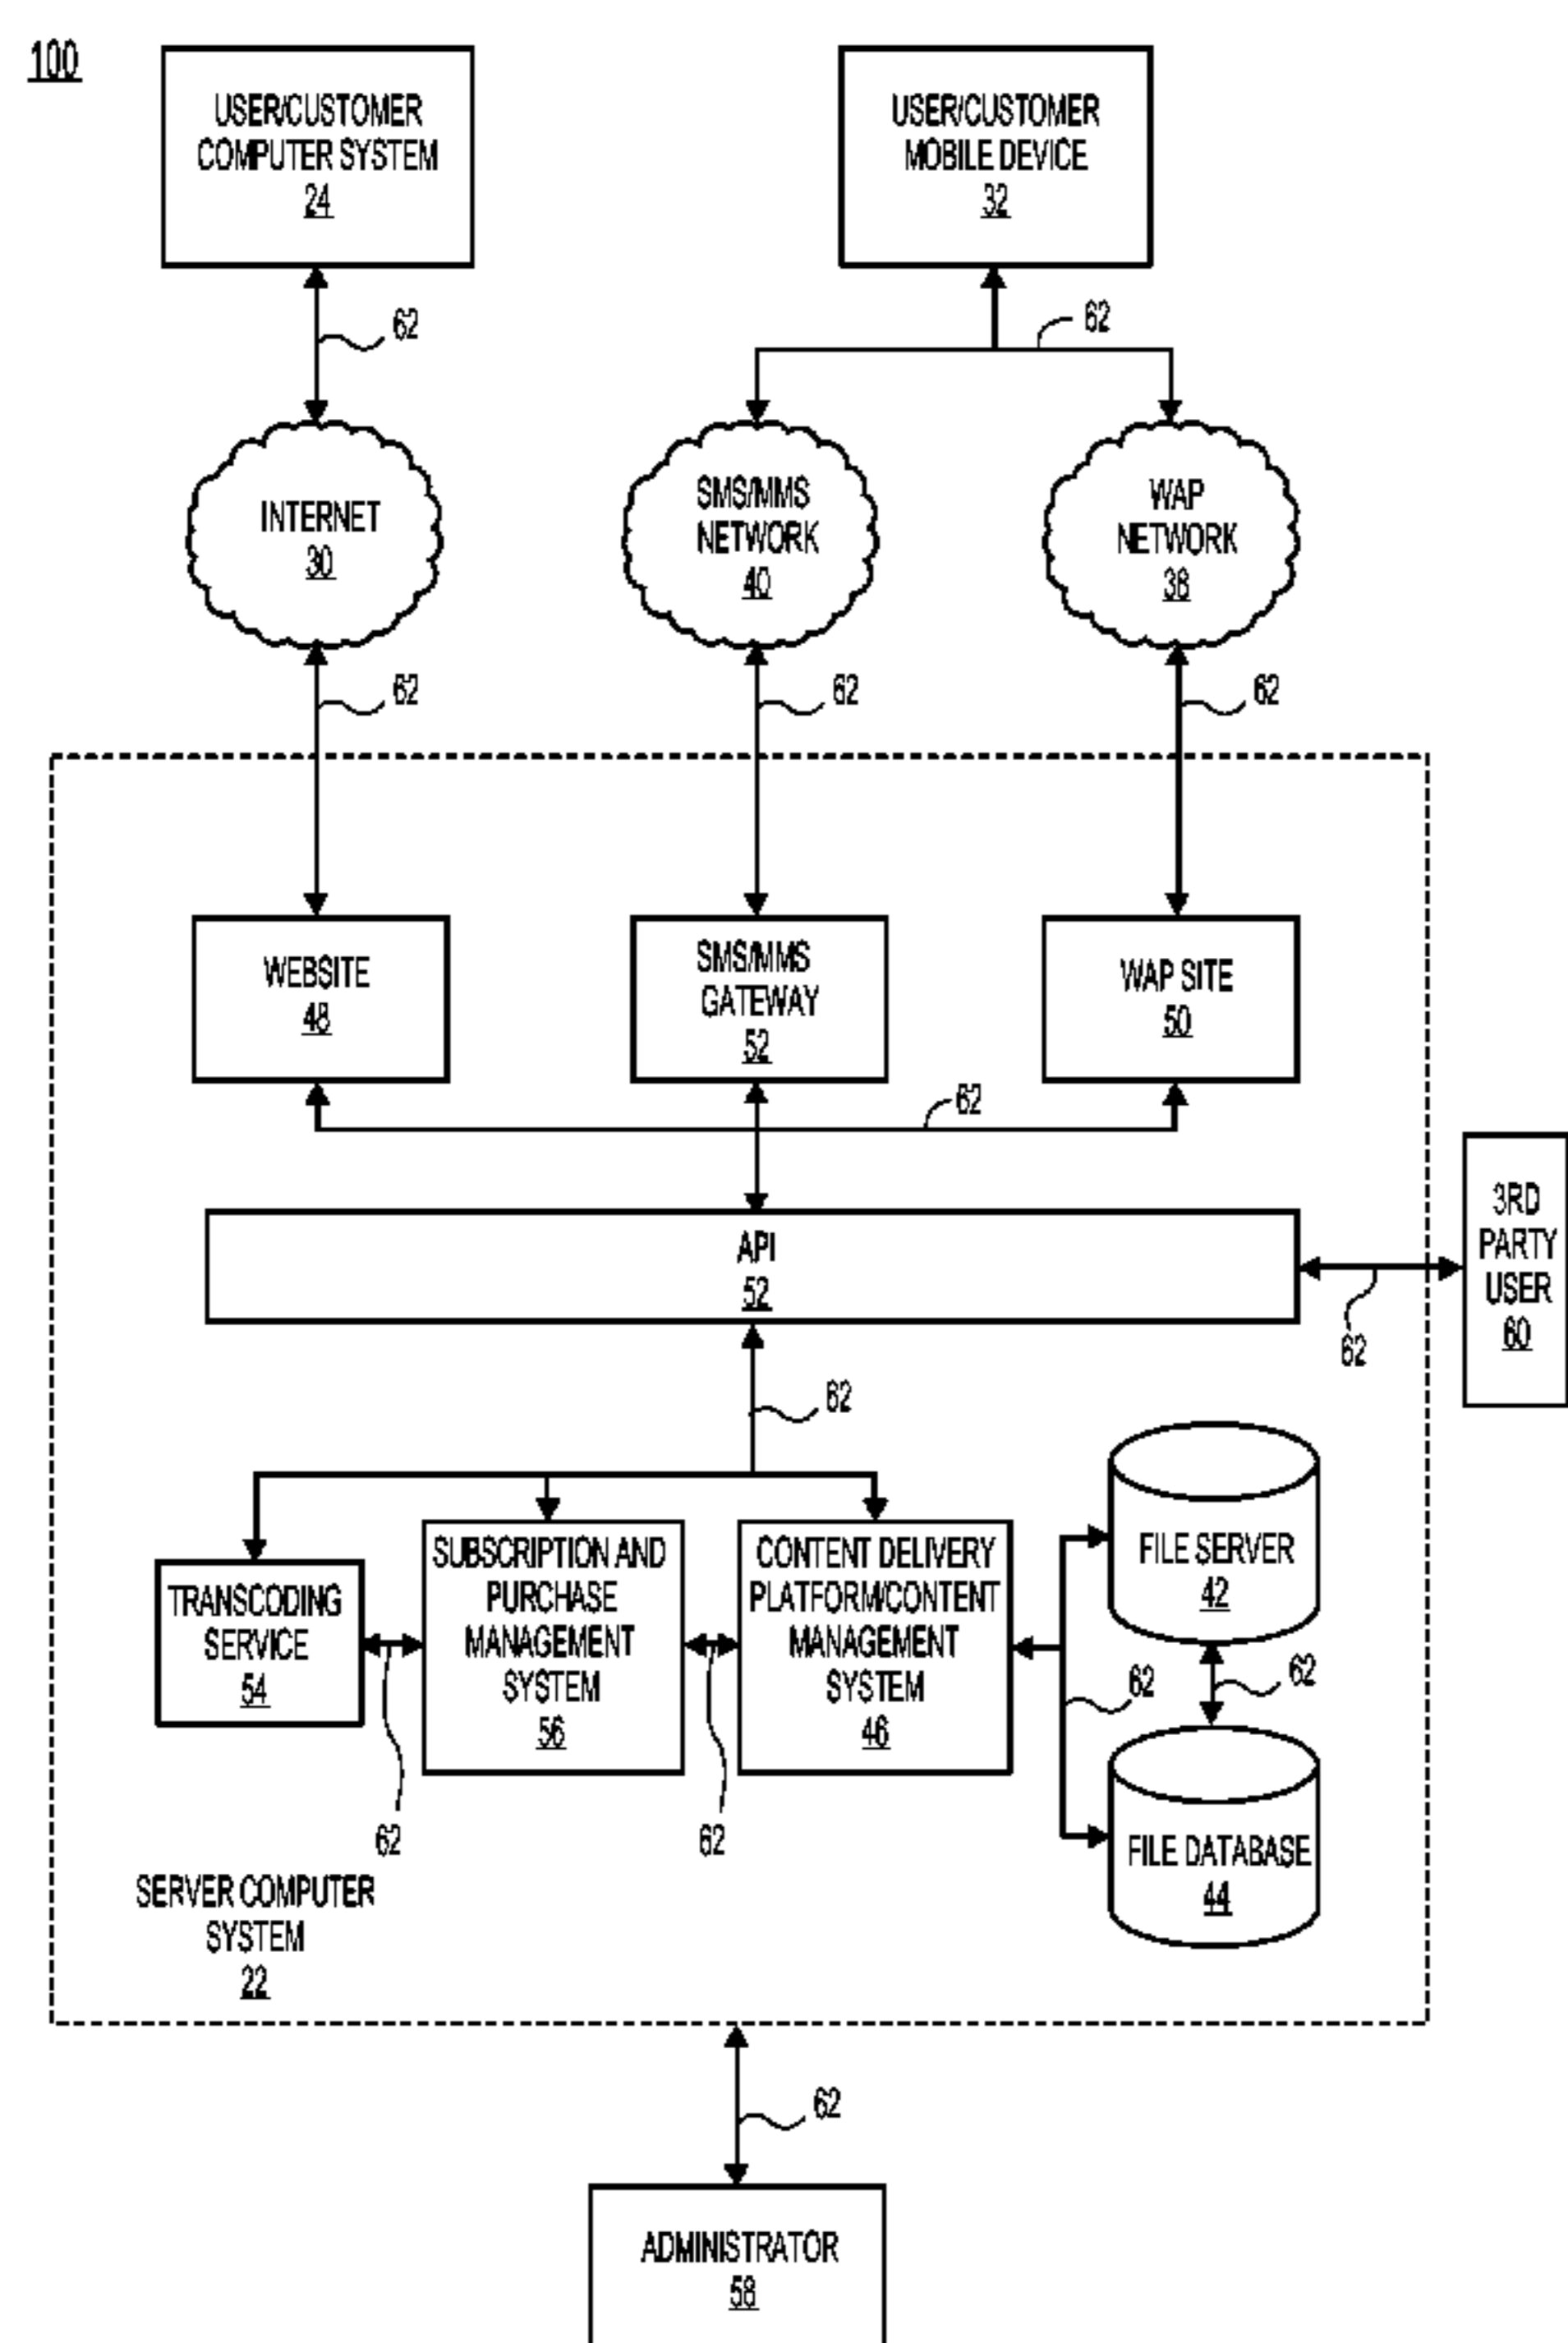 100
USER/CUSTOMER
COMPUTER SYSTEM
24
USER/CUSTOMER
MOBILE DEVICE
32
62
62
INTERNET
30
SMS/MMS
NETWORK
40
WAP
NETWORK
38
62
62
62
WEBSITE
48
SMS/MMS
GATEWAY
52
WAP SITE
50
62
API
52
3RD
PARTY
USER
60
62
62
TRANSCODING
SERVICE
54
SUBSCRIPTION AND
PURCHASE
MANAGEMENT
SYSTEM
56
CONTENT DELIVERY
PLATFORM/CONTENT
MANAGEMENT
SYSTEM
46
FILE SERVER
42
62
62
FILE DATABASE
44
62
62
SERVER COMPUTER
SYSTEM
22
62
ADMINISTRATOR
58